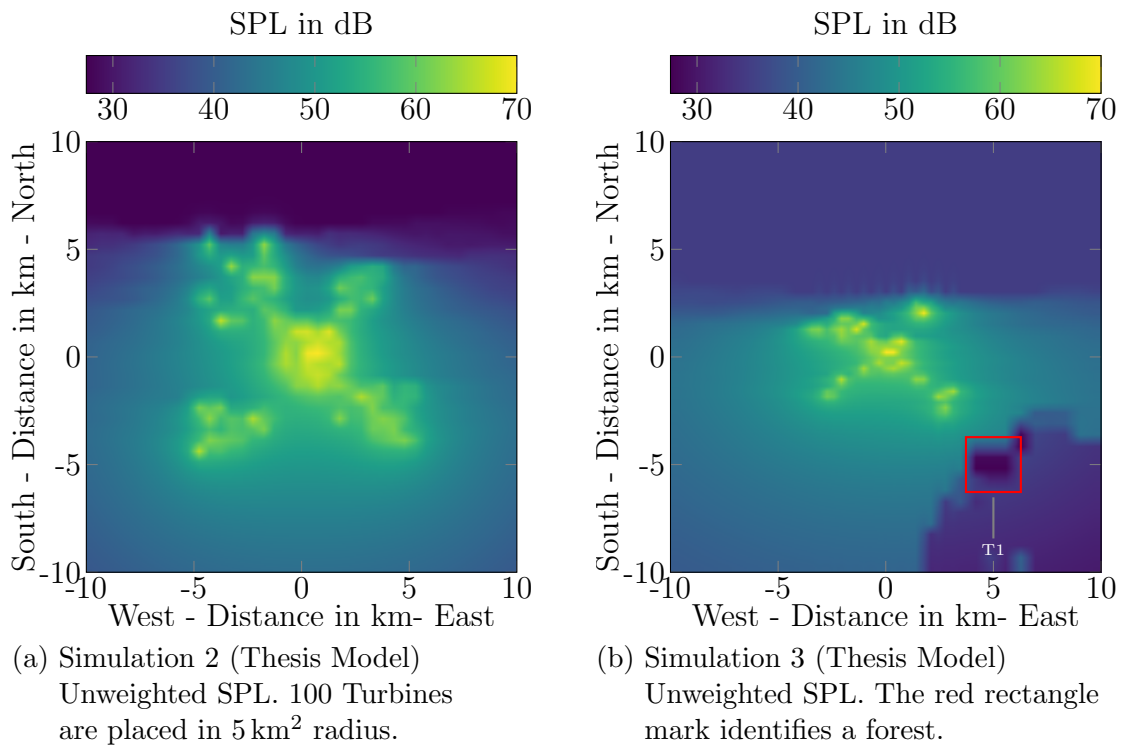 SPL in dB
30 40 50 60 70
10
5
0
-5
-10
South - Distance in km - North
-10 -5 0 5 10
West - Distance in km- East
(a) Simulation 2 (Thesis Model)
Unweighted SPL. 100 Turbines
are placed in 5 km² radius.
SPL in dB
30 40 50 60 70
10
5
0
-5
-10
South - Distance in km - North
T1
-10 -5 0 5 10
West - Distance in km- East
(b) Simulation 3 (Thesis Model)
Unweighted SPL. The red rectangle
mark identifies a forest.